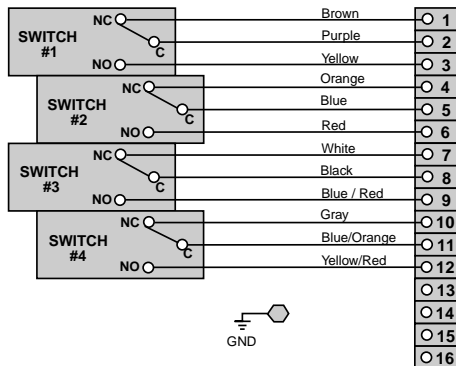 NC Brown 1
SWITCH #1 C Purple 2
NO Yellow 3
NC Orange 4
SWITCH #2 C Blue 5
NO Red 6
NC White 7
SWITCH #3 C Black 8
NO Blue / Red 9
NC Gray 10
SWITCH #4 C Blue/Orange 11
NO Yellow/Red 12
13
14
GND 15
16